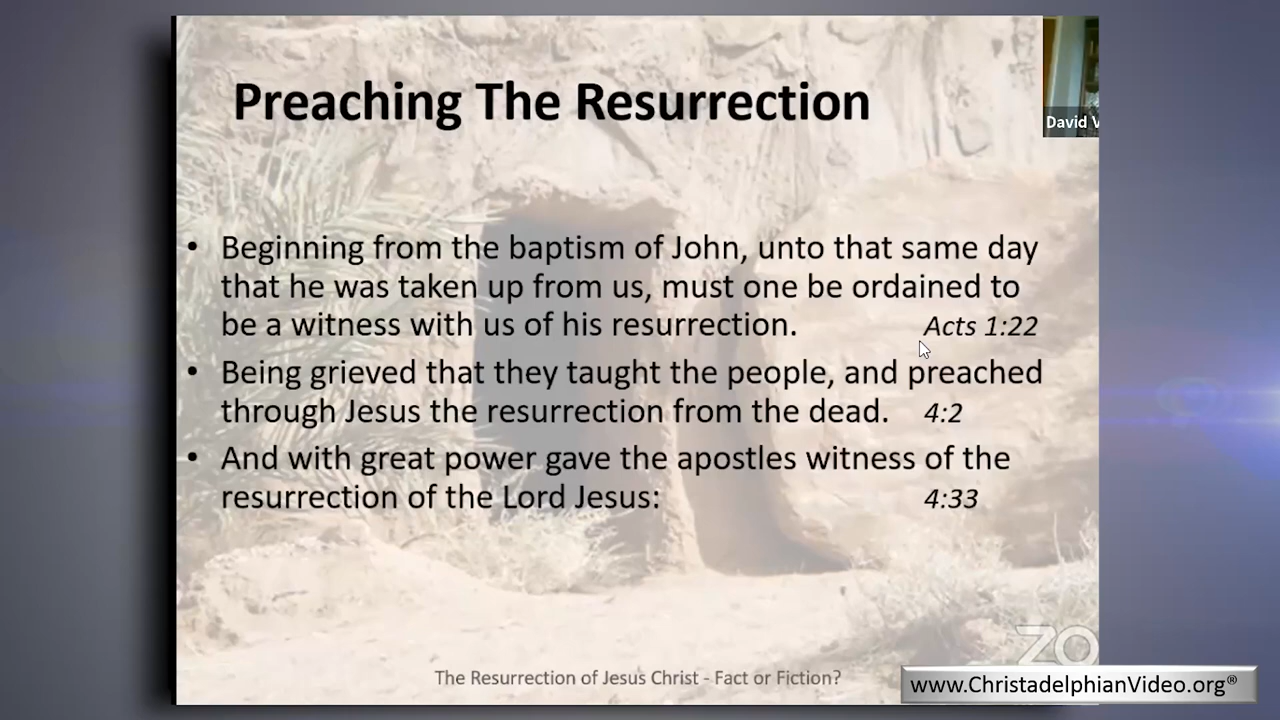 Preaching The Resurrection
David V
• Beginning from the baptism of John, unto that same day
that he was taken up from us, must one be ordained to
be a witness with us of his resurrection. Acts 1:22
• Being grieved that they taught the people, and preached
through Jesus the resurrection from the dead. 4:2
• And with great power gave the apostles witness of the
resurrection of the Lord Jesus: 4:33
ZO
The Resurrection of Jesus Christ - Fact or Fiction?
www.ChristadelphianVideo.org®